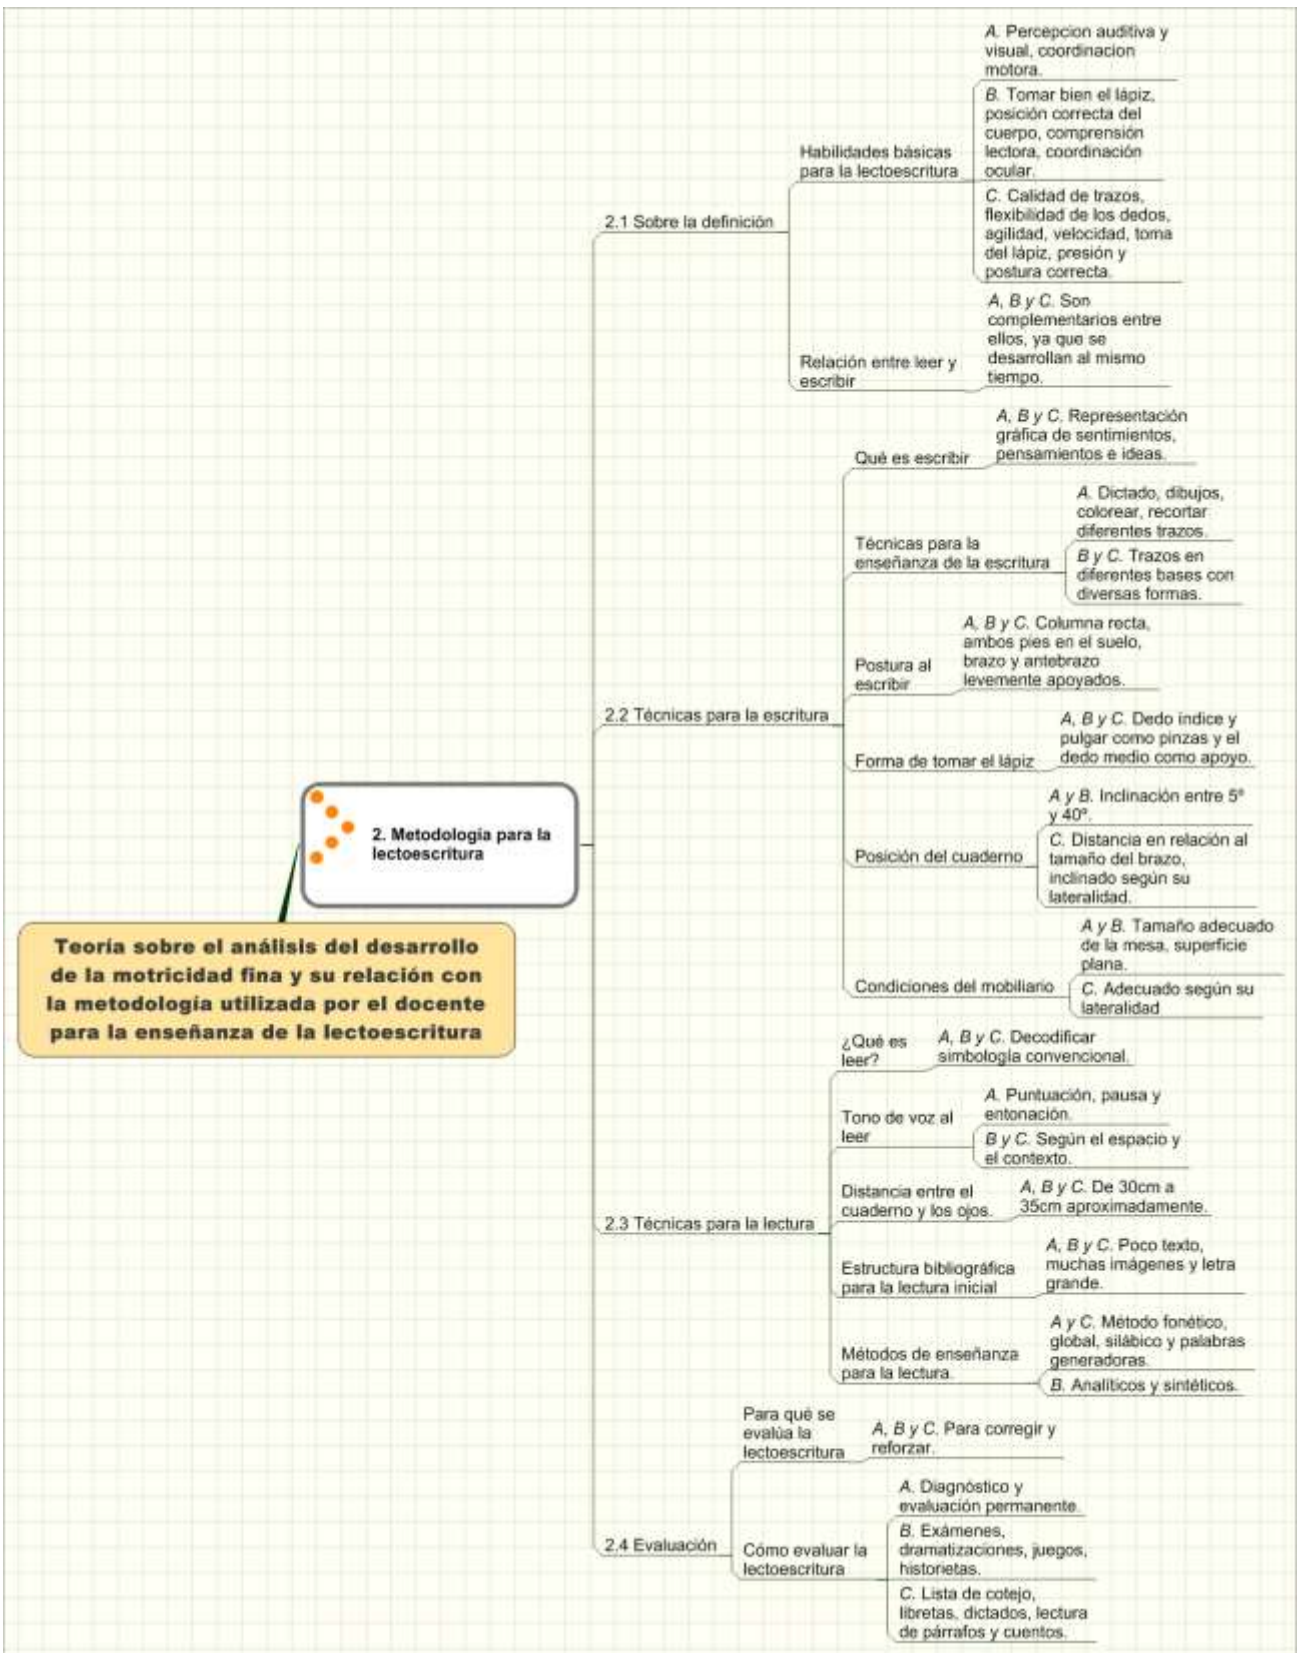 Teoría sobre el análisis del desarrollo
de la motricidad fina y su relación con
la metodología utilizada por el docente
para la enseñanza de la lectoescritura
2. Metodología para la
lectoescritura
2.1 Sobre la definición
Habilidades básicas
para la lectoescritura
A. Percepcion auditiva y
visual, coordinacion
motora.
B. Tomar bien el lápiz,
posición correcta del
cuerpo, comprensión
lectora, coordinación
ocular.
C. Calidad de trazos,
flexibilidad de los dedos,
agilidad, velocidad, toma
del lápiz, presión y
postura correcta.
Relación entre leer y
escribir
A, B y C. Son
complementarios entre
ellos, ya que se
desarrollan al mismo
tiempo.
2.2 Técnicas para la escritura
Qué es escribir
A, B y C. Representación
gráfica de sentimientos,
pensamientos e ideas.
Técnicas para la
enseñanza de la escritura
A. Dictado, dibujos,
colorear, recortar
diferentes trazos.
B y C. Trazos en
diferentes bases con
diversas formas.
Postura al
escribir
A, B y C. Columna recta,
ambos pies en el suelo,
brazo y antebrazo
levemente apoyados.
Forma de tomar el lápiz
A, B y C. Dedo índice y
pulgar como pinzas y el
dedo medio como apoyo.
Posición del cuaderno
A y B. Inclinación entre 5º
y 40º.
C. Distancia en relación al
tamaño del brazo,
inclinado según su
lateralidad.
Condiciones del mobiliario
A y B. Tamaño adecuado
de la mesa, superficie
plana.
C. Adecuado según su
lateralidad
2.3 Técnicas para la lectura
¿Qué es
leer?
A, B y C. Decodificar
simbología convencional.
Tono de voz al
leer
A. Puntuación, pausa y
entonación.
B y C. Según el espacio y
el contexto.
Distancia entre el
cuaderno y los ojos.
A, B y C. De 30cm a
35cm aproximadamente.
Estructura bibliográfica
para la lectura inicial
A, B y C. Poco texto,
muchas imágenes y letra
grande.
Métodos de enseñanza
para la lectura.
A y C. Método fonético,
global, silábico y palabras
generadoras.
B. Analíticos y sintéticos.
2.4 Evaluación
Para qué se
evalúa la
lectoescritura
A, B y C. Para corregir y
reforzar.
Cómo evaluar la
lectoescritura
A. Diagnóstico y
evaluación permanente.
B. Exámenes,
dramatizaciones, juegos,
historietas.
C. Lista de cotejo,
libretas, dictados, lectura
de párrafos y cuentos.